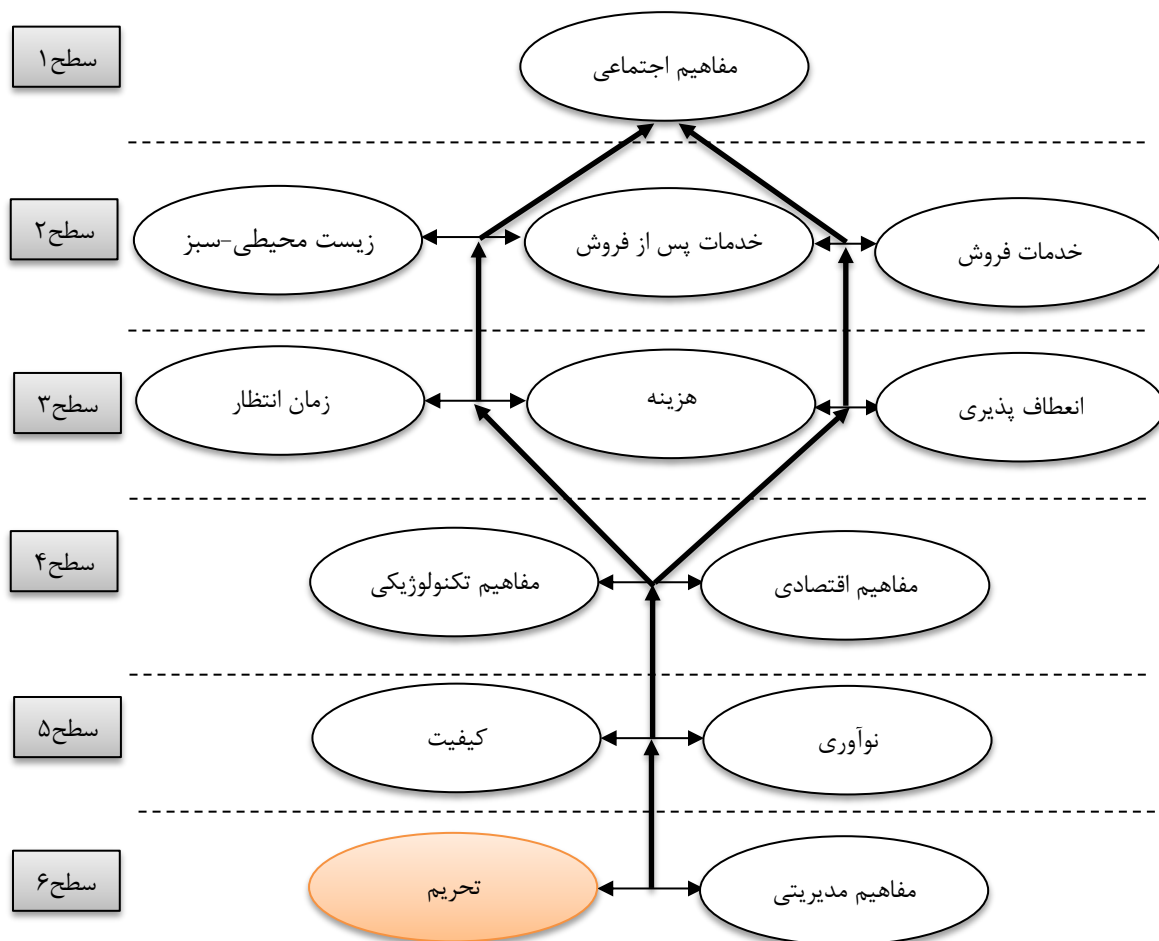 سطح۱
مفاهیم اجتماعی
سطح۲
خدمات فروش
خدمات پس از فروش
زیست محیطی-سبز
سطح۳
انعطاف پذیری
هزینه
زمان انتظار
سطح۴
مفاهیم اقتصادی
مفاهیم تکنولوژیکی
سطح۵
نوآوری
کیفیت
سطح۶
مفاهیم مدیریتی
تحریم